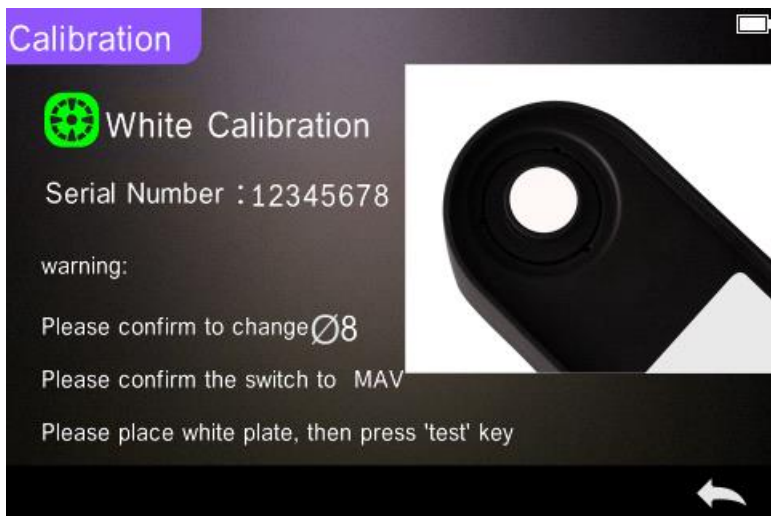 Calibration
White Calibration
Serial Number :12345678
warning:
Please confirm to change∅8
Please confirm the switch to MAV
Please place white plate, then press 'test' key